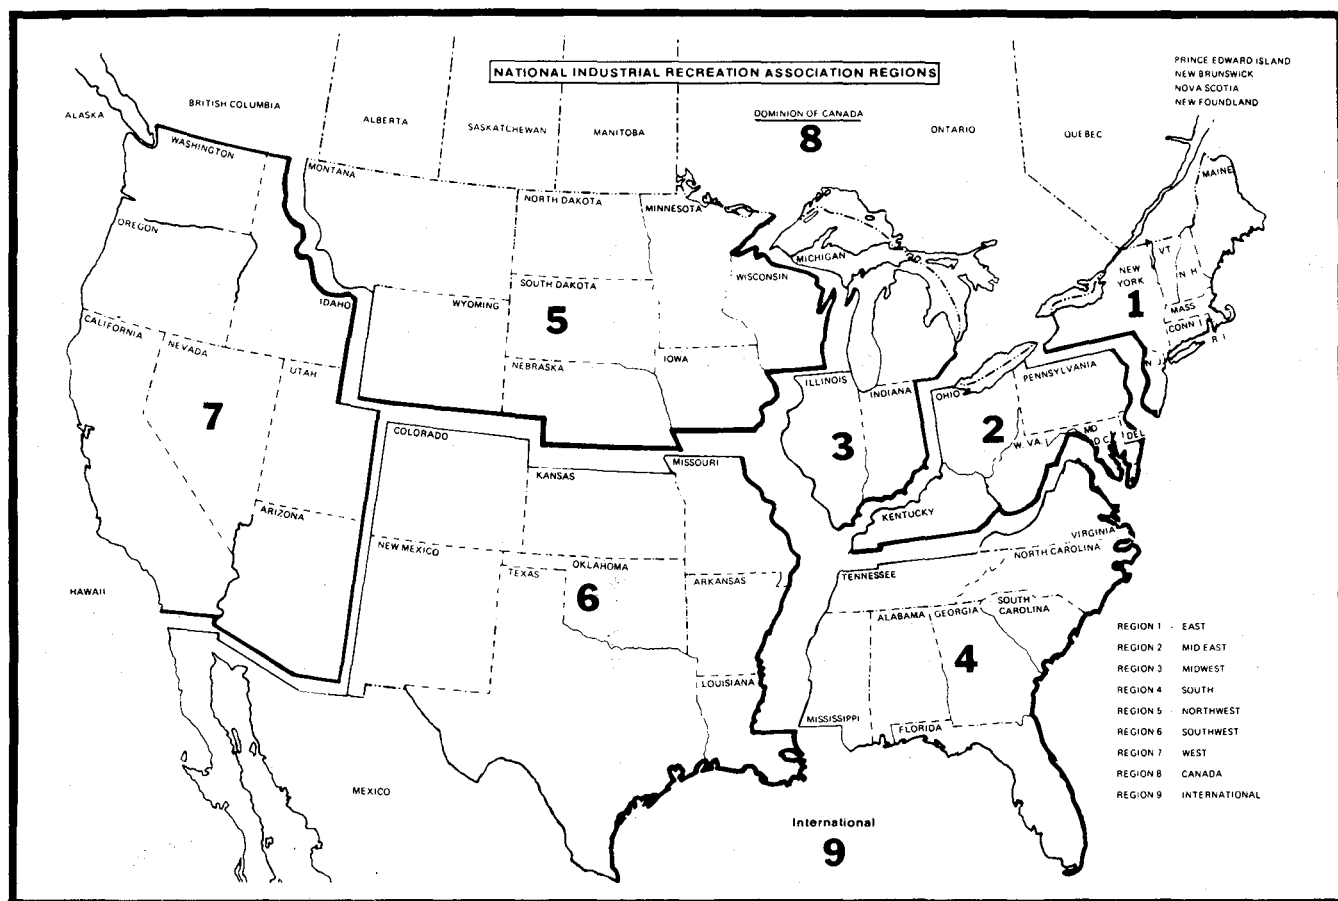 NATIONAL INDUSTRIAL RECREATION ASSOCIATION REGIONS
PRINCE EDWARD ISLAND
NEW BRUNSWICK
NOVA SCOTIA
NEW FOUNDLAND
ALASKA
BRITISH COLUMBIA
ALBERTA
SASKATCHEWAN
MANITOBA
DOMINION OF CANADA
8
ONTARIO
QUEBEC
WASHINGTON
MONTANA
NORTH DAKOTA
MINNESOTA
MAINE
OREGON
MICHIGAN
WISCONSIN
VT.
NEW
YORK
N H
1
MASS
CONN
R I
N J
IDAHO
WYOMING
SOUTH DAKOTA
5
CALIFORNIA
NEVADA
UTAH
NEBRASKA
IOWA
ILLINOIS
INDIANA
OHIO
PENNSYLVANIA
7
3
2
W. VA.
MD
D.C.
DEL
COLORADO
KANSAS
MISSOURI
KENTUCKY
VIRGINIA
ARIZONA
NEW MEXICO
TEXAS
OKLAHOMA
6
ARKANSAS
TENNESSEE
NORTH CAROLINA
HAWAII
ALABAMA
GEORGIA
SOUTH
CAROLINA
4
LOUISIANA
MISSISSIPPI
FLORIDA
MEXICO
International
9
REGION 1 - EAST
REGION 2 MID EAST
REGION 3 MIDWEST
REGION 4 SOUTH
REGION 5 - NORTHWEST
REGION 6 SOUTHWEST
REGION 7 WEST
REGION 8 CANADA
REGION 9 INTERNATIONAL